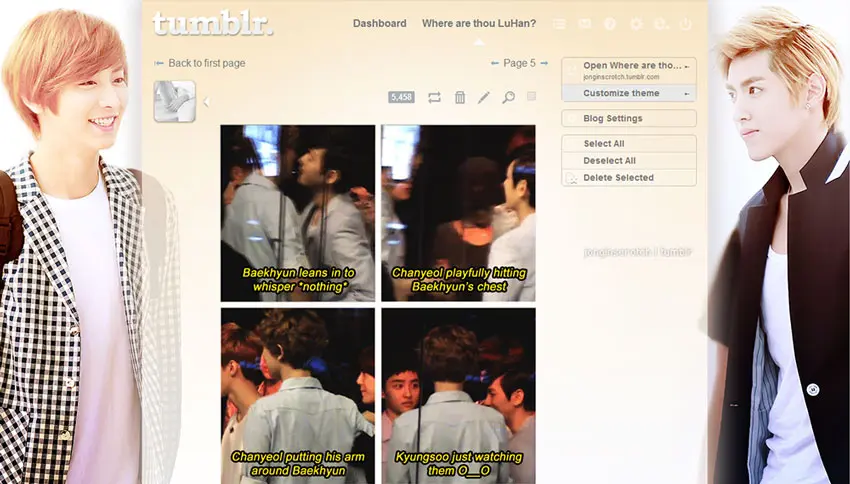 tumblr.
Dashboard
Where are thou LuHan?
Back to first page
Page 5
5,458
Open Where are tho...
jonginscrotch.tumblr.com
Customize theme
Blog Settings
Select All
Deselect All
Delete Selected
jonginscrotch | tumblr
Baekhyun leans in to
whisper *nothing*
Chanyeol playfully hitting
Baekhyun's chest
Chanyeol putting his arm
around Baekhyun
Kyungsoo just watching
them O__O